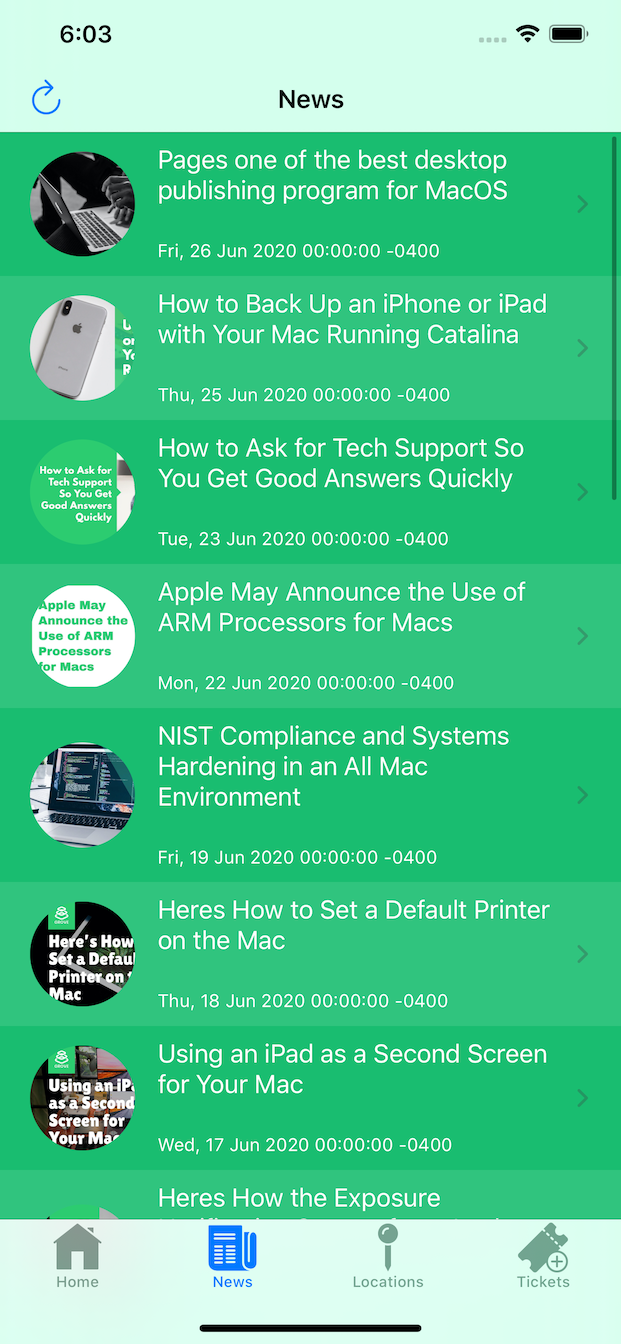 6:03
News
Pages one of the best desktop
publishing program for MacOS
Fri, 26 Jun 2020 00:00:00 -0400
How to Back Up an iPhone or iPad
with Your Mac Running Catalina
Thu, 25 Jun 2020 00:00:00 -0400
How to Ask for
Tech Support
So You Get
Good Answers
Quickly
How to Ask for Tech Support So
You Get Good Answers Quickly
Tue, 23 Jun 2020 00:00:00 -0400
Apple May
Announce the
Use of ARM
Processors
for Macs
Apple May Announce the Use of
ARM Processors for Macs
Mon, 22 Jun 2020 00:00:00 -0400
NIST Compliance and Systems
Hardening in an All Mac
Environment
Fri, 19 Jun 2020 00:00:00 -0400
Here's How
Set a Defau
Printer on t
Mac
Heres How to Set a Default Printer
on the Mac
Thu, 18 Jun 2020 00:00:00 -0400
Using an iP
as a Second
Screen for
Your Mac
Using an iPad as a Second Screen
for Your Mac
Wed, 17 Jun 2020 00:00:00 -0400
Heres How the Exposure
Home
News
Locations
Tickets